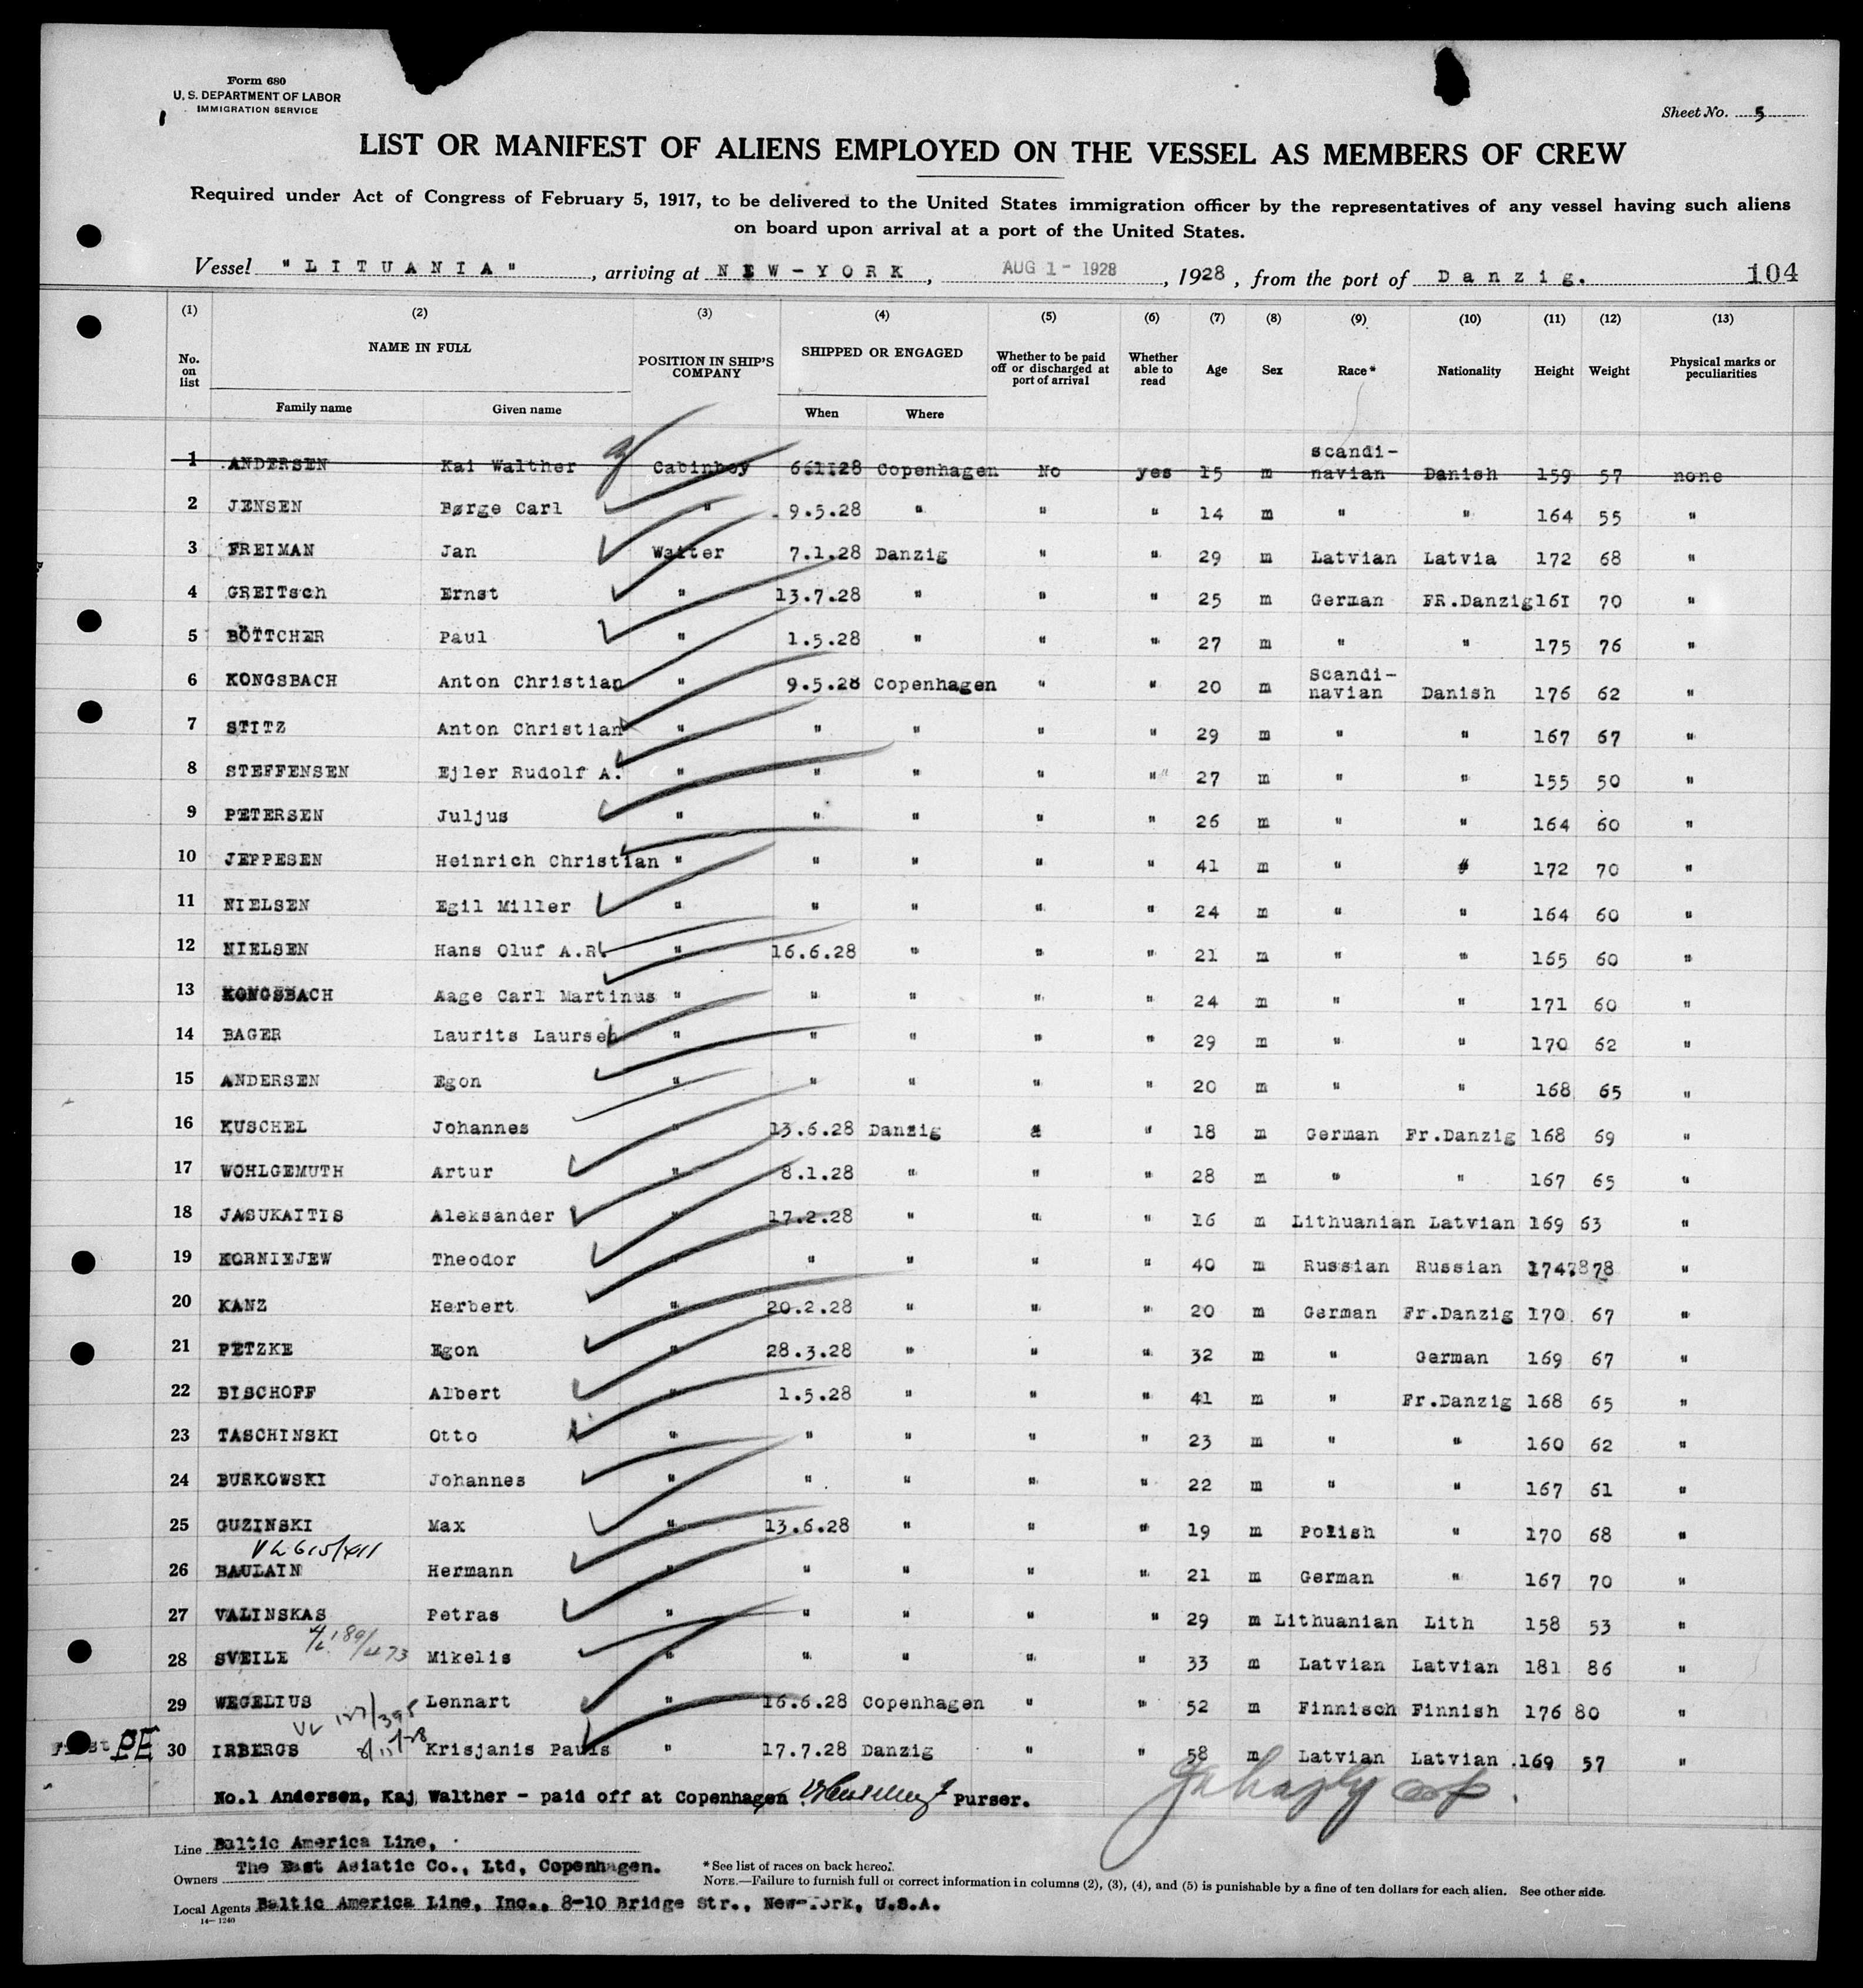 Form 680
U. S. DEPARTMENT OF LABOR
IMMIGRATION SERVICE
Sheet No. 5
LIST OR MANIFEST OF ALIENS EMPLOYED ON THE VESSEL AS MEMBERS OF CREW
Required under Act of Congress of February 5, 1917, to be delivered to the United States immigration officer by the representatives of any vessel having such aliens
on board upon arrival at a port of the United States.
Vessel "LITUANIA", arriving at NEW-YORK, AUG 1 - 1928, 1928, from the port of Danzig. 104
(1) (2) (3) (4) (5) (6) (7) (8) (9) (10) (11) (12) (13)
No. on list NAME IN FULL POSITION IN SHIP'S COMPANY SHIPPED OR ENGAGED Whether to be paid off or discharged at port of arrival Whether able to read Age Sex Race* Nationality Height Weight Physical marks or peculiarities
Family name Given name When Where
1 ANDERSEN Kai Walther Cabinboy 28 Copenhagen No yes 15 m scandi-navian Danish 159 57 none
2 JENSEN Børge Carl " 9.5.28 " " " 14 m " " 164 55 "
3 FREIMAN Jan Waiter 7.1.28 Danzig " " 29 m Latvian Latvia 172 68 "
4 GREITsch Ernst " 13.7.28 " " " 25 m German FR.Danzig 161 70 "
5 BÖTTCHER Paul " 1.5.28 " " " 27 m " " 175 76 "
6 KONGSBACH Anton Christian " 9.5.28 Copenhagen " " 20 m Scandi-navian Danish 176 62 "
7 STITZ Anton Christian " " " " " 29 m " " 167 67 "
8 STEFFENSEN Ejler Rudolf A. " " " " " 27 m " " 155 50 "
9 PETERSEN Juljus " " " " " 26 m " " 164 60 "
10 JEPPESEN Heinrich Christian " " " " " 41 m " " 172 70 "
11 NIELSEN Egil Miller " " " " " 24 m " " 164 60 "
12 NIELSEN Hans Oluf A.R. " 16.6.28 " " " 21 m " " 165 60 "
13 KONGSBACH Aage Carl Martinus " " " " " 24 m " " 171 60 "
14 BAGER Laurits Laursen " " " " " 29 m " " 170 62 "
15 ANDERSEN Egon " " " " " 20 m " " 168 65 "
16 KUSCHEL Johannes " 13.6.28 Danzig " " 18 m German Fr.Danzig 168 69 "
17 WOHLGEMUTH Artur " 8.1.28 " " " 28 m " " 167 65 "
18 JASUKAITIS Aleksander " 17.2.28 " " " 16 m Lithuanian Latvian 169 63 "
19 KORNIEJEW Theodor " " " " " 40 m Russian Russian 174 78 "
20 KANZ Herbert " 20.2.28 " " " 20 m German Fr.Danzig 170 67 "
21 PETZKE Egon " 28.3.28 " " " 32 m " German 169 67 "
22 BISCHOFF Albert " 1.5.28 " " " 41 m " Fr.Danzig 168 65 "
23 TASCHINSKI Otto " " " " " 23 m " " 160 62 "
24 BURKOWSKI Johannes " " " " " 22 m " " 167 61 "
25 GUZINSKI Max " 13.6.28 " " " 19 m Polish " 170 68 "
26 BAULAIN Hermann " " " " " 21 m German " 167 70 "
27 VALINSKAS Petras " " " " " 29 m Lithuanian Lith 158 53 "
28 SVEILE Mikelis " " " " " 33 m Latvian Latvian 181 86 "
29 WEGELIUS Lennart " 16.6.28 Copenhagen " " 52 m Finnisch Finnish 176 80 "
PE 30 IRBERGS Krisjanis Pauls " 17.7.28 Danzig " 58 m Latvian Latvian 169 57 "
No.1 Andersen, Kaj Walther - paid off at Copenhagen Purser.
Line Baltic America Line,
Owners The East Asiatic Co., Ltd, Copenhagen.
* See list of races on back hereof.
NOTE.—Failure to furnish full or correct information in columns (2), (3), (4), and (5) is punishable by a fine of ten dollars for each alien. See other side.
Local Agents Baltic America Line, Inc., 8-10 Bridge Str., New-York, U.S.A.
14—1240